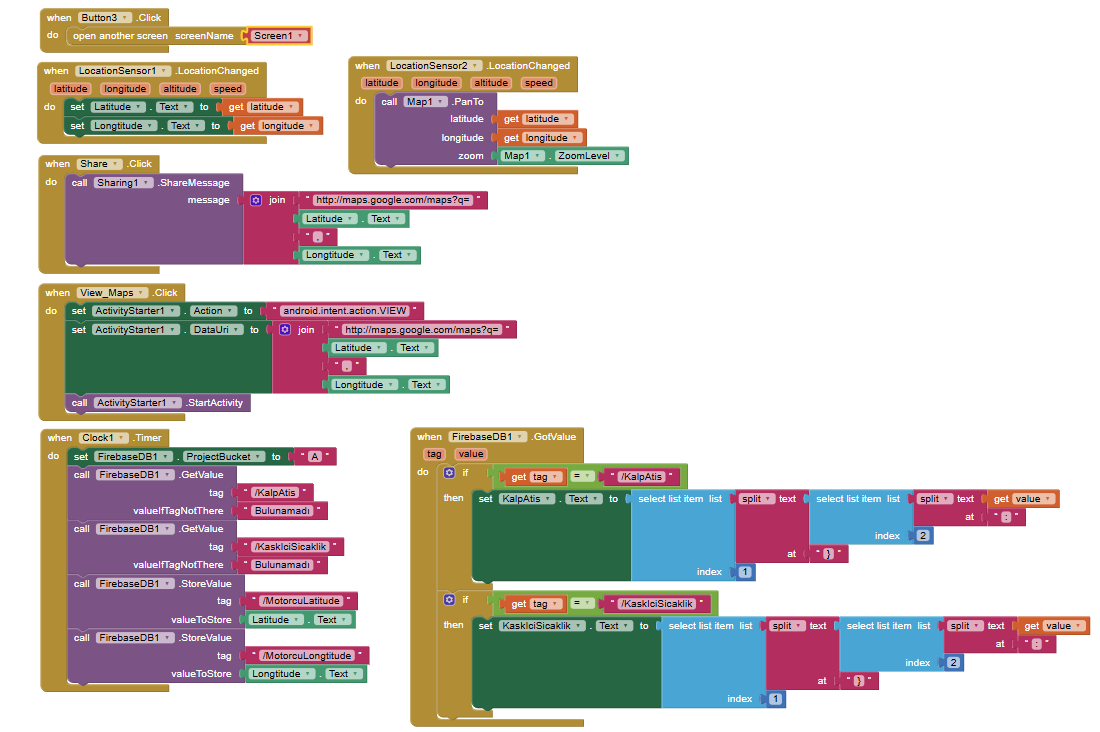 when Button3 .Click
do open another screen screenName Screen1
when LocationSensor1 .LocationChanged
latitude longitude altitude speed
do set Latitude . Text to get latitude
set Longtitude . Text to get longitude
when LocationSensor2 .LocationChanged
latitude longitude altitude speed
do call Map1 .PanTo
latitude get latitude
longitude get longitude
zoom Map1 . ZoomLevel
when Share .Click
do call Sharing1 .ShareMessage
message join " http://maps.google.com/maps?q= "
Latitude . Text
" , "
Longtitude . Text
when View_Maps .Click
do set ActivityStarter1 . Action to " android.intent.action.VIEW "
set ActivityStarter1 . DataUri to join " http://maps.google.com/maps?q= "
Latitude . Text
" , "
Longtitude . Text
call ActivityStarter1 .StartActivity
when Clock1 .Timer
do set FirebaseDB1 . ProjectBucket to " A "
call FirebaseDB1 .GetValue
tag " /KalpAtis "
valueIfTagNotThere " Bulunamadi "
call FirebaseDB1 .GetValue
tag " /KaskIciSicaklik "
valueIfTagNotThere " Bulunamadi "
call FirebaseDB1 .StoreValue
tag " /MotorcuLatitude "
valueToStore Latitude . Text
call FirebaseDB1 .StoreValue
tag " /MotorcuLongtitude "
valueToStore Longtitude . Text
when FirebaseDB1 .GotValue
tag value
do if get tag = " /KalpAtis "
then set KalpAtis . Text to select list item list split text select list item list split text get value
at " : "
index 2
at " } "
index 1
if get tag = " /KaskIciSicaklik "
then set KaskIciSicaklik . Text to select list item list split text select list item list split text get value
at " : "
index 2
at " } "
index 1